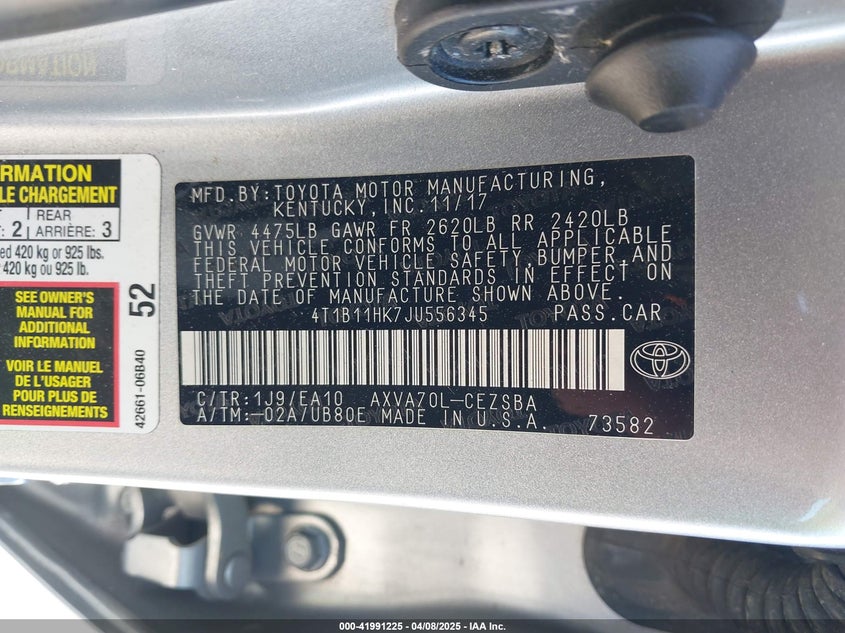 RMATION
LE CHARGEMENT
2 REAR ARRIÈRE 3
ed 420 kg or 925 lbs.
420 kg ou 925 lb.
SEE OWNER'S
MANUAL FOR
ADDITIONAL
INFORMATION
VOIR LE MANUEL
DE L'USAGER
POUR PLUS DE
RENSEIGNEMENTS
52
42661-06B40
MFD.BY:TOYOTA MOTOR MANUFACTURING,
KENTUCKY,INC.11/17
GVWR 4475LB GAWR FR 2620LB RR 2420LB
THIS VEHICLE CONFORMS TO ALL APPLICABLE
FEDERAL MOTOR VEHICLE SAFETY,BUMPER,AND
THEFT PREVENTION STANDARDS IN EFFECT ON
THE DATE OF MANUFACTURE SHOWN ABOVE.
4T1B11HK7JU556345 PASS.CAR
C/TR:1J9/EA10 AXVA70L-CEZSBA
A/TM:-02A/UB80E MADE IN U.S.A. 73582
000-41991225 - 04/08/2025 - IAA Inc.